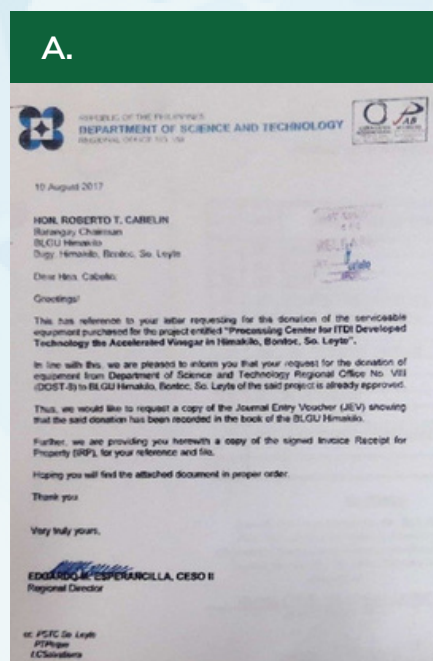 A.
REPUBLIC OF THE PHILIPPINES
DEPARTMENT OF SCIENCE AND TECHNOLOGY
REGIONAL OFFICE NO. VIII
10 August 2017
HON. ROBERTO T. CABELIN
Barangay Chairman
BLGU Himakilo
Brgy. Himakilo, Bontoc, So. Leyte
Dear Hon. Cabelin:
Greetings!
This has reference to your letter requesting for the donation of the serviceable
equipment purchased for the project entitled "Processing Center for ITDI Developed
Technology the Accelerated Vinegar in Himakilo, Bontoc, So. Leyte".
In line with this, we are pleased to inform you that your request for the donation of
equipment from Department of Science and Technology Regional Office No. VIII
(DOST-8) to BLGU Himakilo, Bontoc, So. Leyte of the said project is already approved.
Thus, we would like to request a copy of the Journal Entry Voucher (JEV) showing
that the said donation has been recorded in the book of the BLGU Himakilo.
Further, we are providing you herewith a copy of the signed Invoice Receipt for
Property (IRP), for your reference and file.
Hoping you will find the attached document in proper order.
Thank you
Very truly yours,
EDGARDO M. ESPERANCILLA, CESO II
Regional Director
cc: PSTC So. Leyte